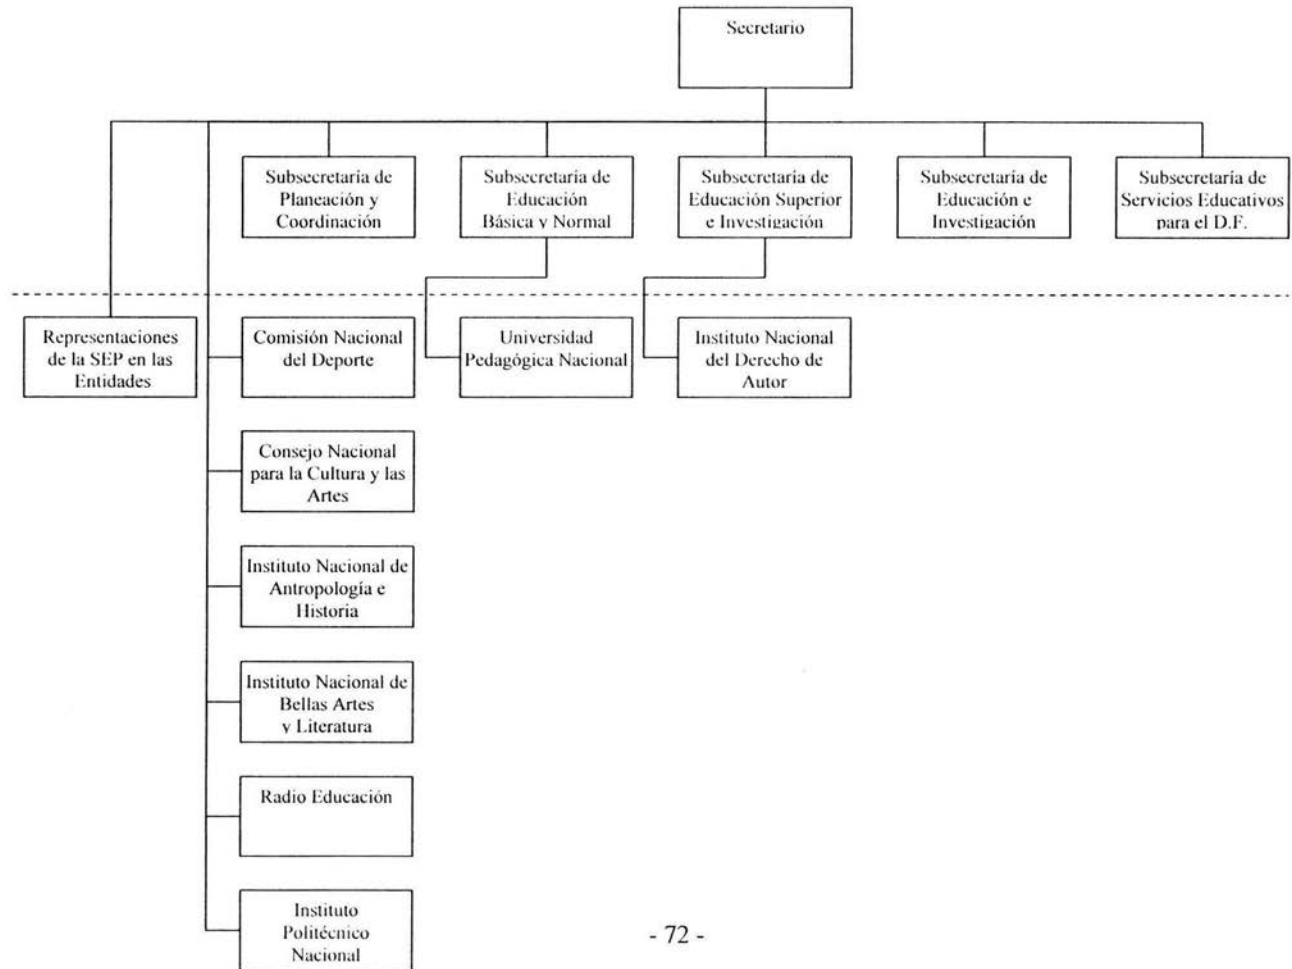 Secretario
Subsecretaría de
Planeación y
Coordinación
Subsecretaría de
Educación
Básica y Normal
Subsecretaría de
Educación Superior
e Investigación
Subsecretaría de
Educación e
Investigación
Subsecretaría de
Servicios Educativos
para el D.F.
Representaciones
de la SEP en las
Entidades
Comisión Nacional
del Deporte
Universidad
Pedagógica Nacional
Instituto Nacional
del Derecho de
Autor
Consejo Nacional
para la Cultura y las
Artes
Instituto Nacional de
Antropología e
Historia
Instituto Nacional de
Bellas Artes
y Literatura
Radio Educación
Instituto
Politécnico
Nacional
- 72 -